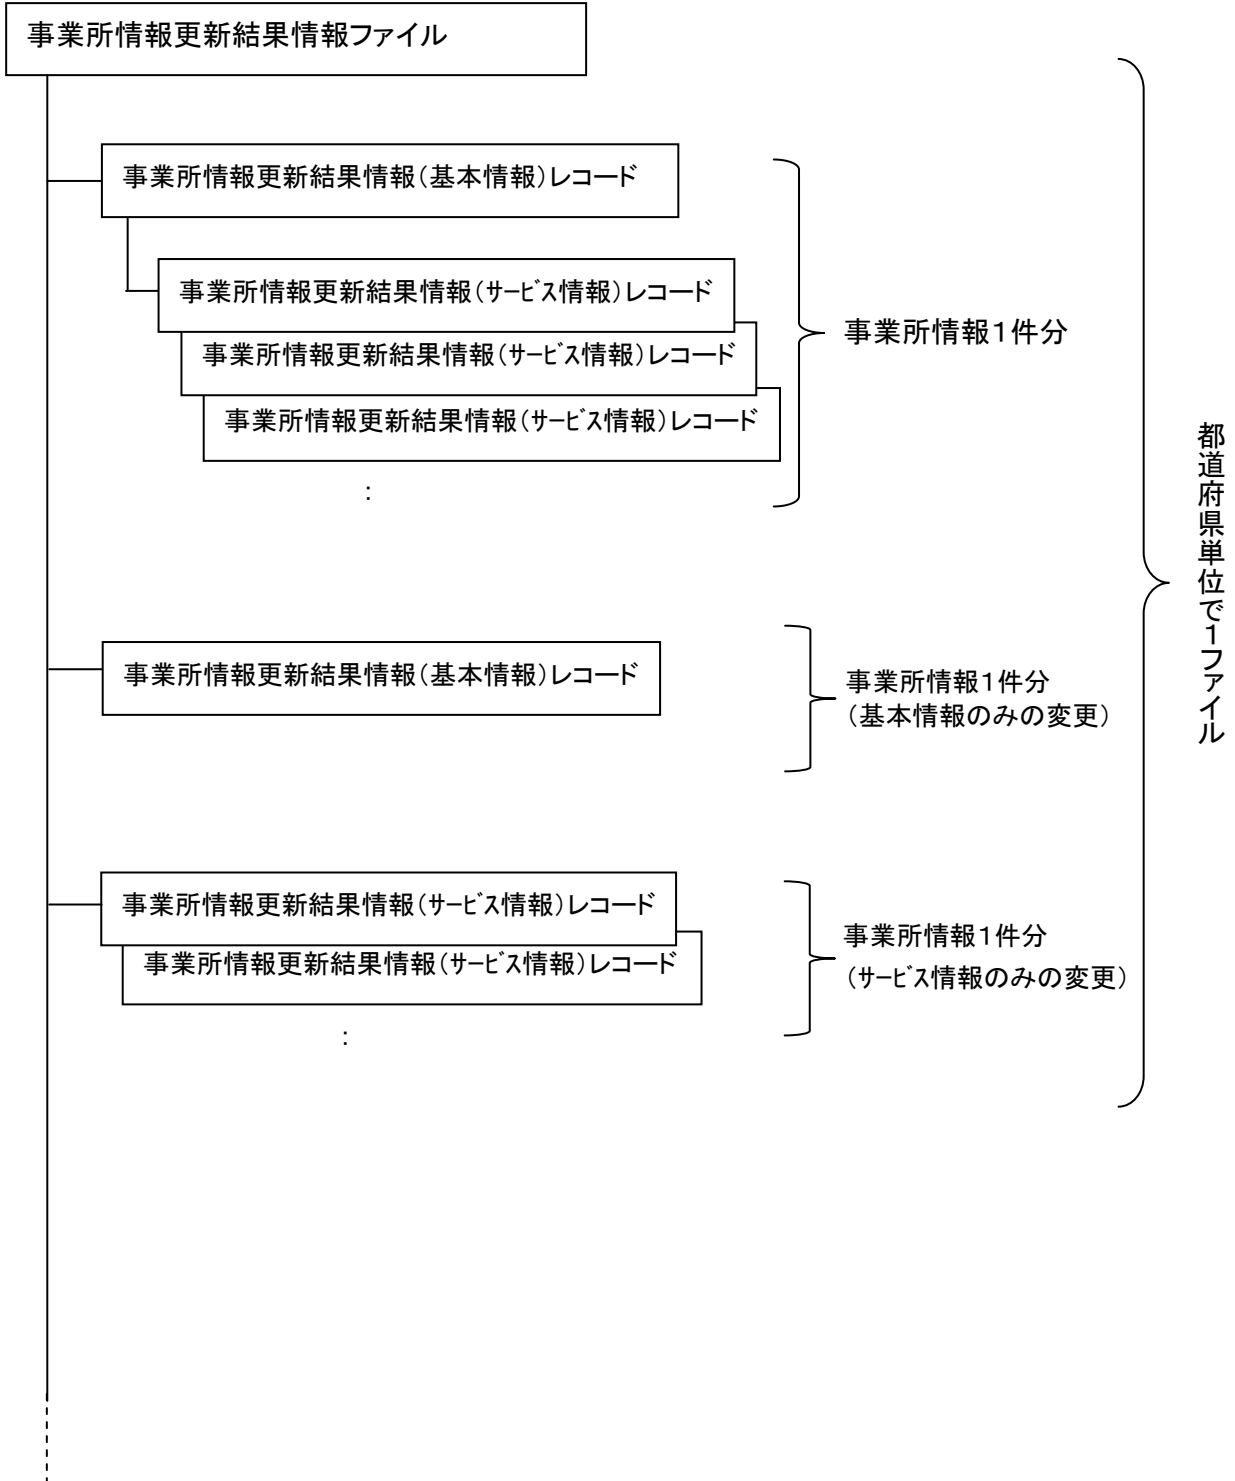 事業所情報更新結果情報ファイル
事業所情報更新結果情報（基本情報）レコード
事業所情報更新結果情報（ｻｰﾋﾞｽ情報）レコード
事業所情報更新結果情報（ｻｰﾋﾞｽ情報）レコード
事業所情報更新結果情報（ｻｰﾋﾞｽ情報）レコード
：
事業所情報１件分
事業所情報更新結果情報（基本情報）レコード
事業所情報１件分
（基本情報のみの変更）
事業所情報更新結果情報（ｻｰﾋﾞｽ情報）レコード
事業所情報更新結果情報（ｻｰﾋﾞｽ情報）レコード
：
事業所情報１件分
（ｻｰﾋﾞｽ情報のみの変更）
都道府県単位で１ファイル